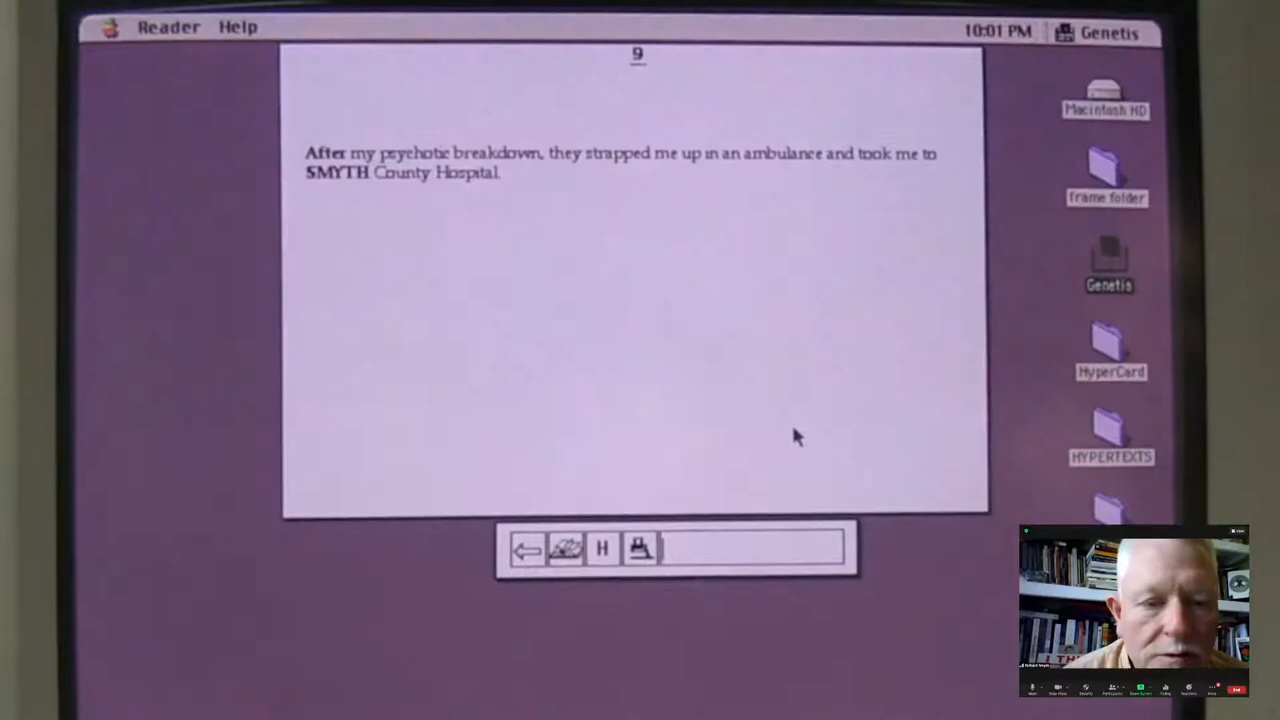 Reader Help 10:01 PM Genetis
9
After my psychotic breakdown, they strapped me up in an ambulance and took me to
SMYTH County Hospital.
Macintosh HD
frame folder
Genetis
HyperCard
HYPERTEXTS
H